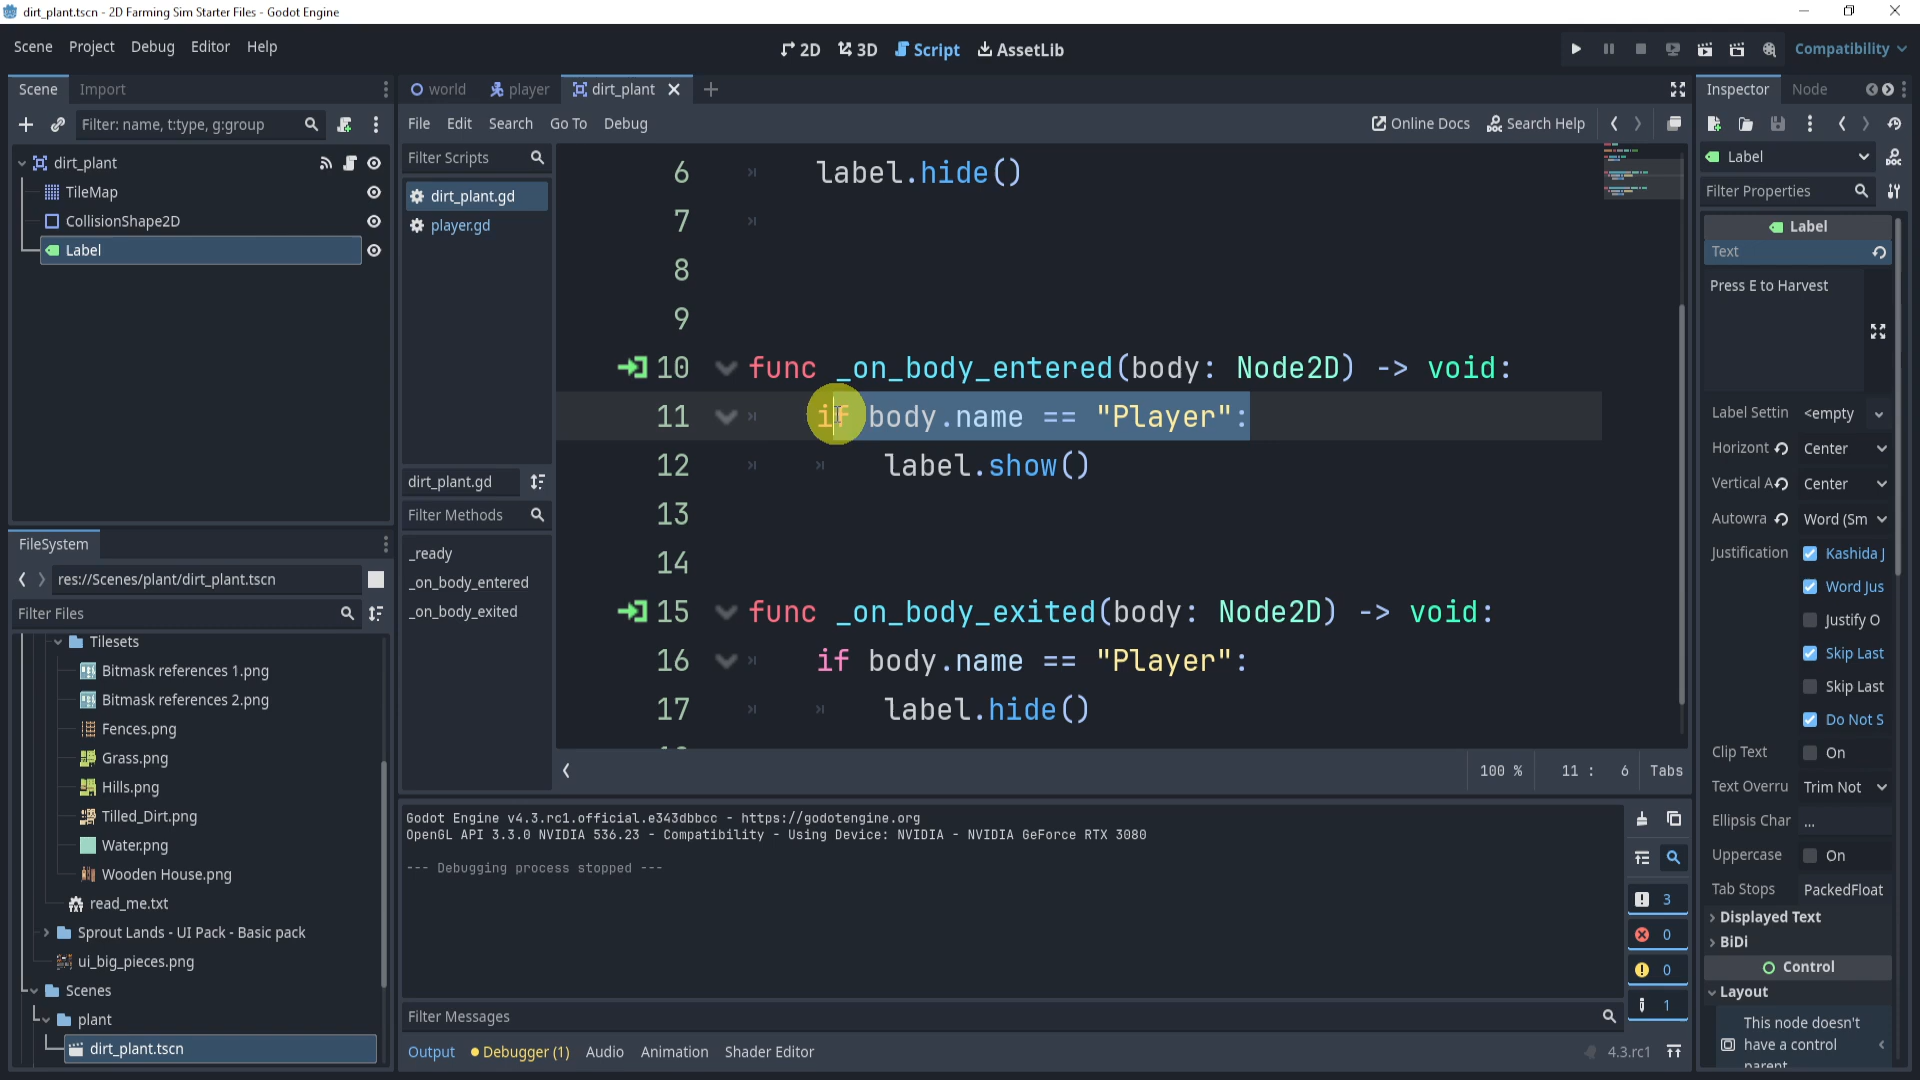 dirt_plant.tscn - 2D Farming Sim Starter Files - Godot Engine
Scene Project Debug Editor Help
2D 3D Script AssetLib
Compatibility
Scene Import
Filter: name, t:type, g:group
dirt_plant
TileMap
CollisionShape2D
Label
FileSystem
res://Scenes/plant/dirt_plant.tscn
Filter Files
Tilesets
Bitmask references 1.png
Bitmask references 2.png
Fences.png
Grass.png
Hills.png
Tilled_Dirt.png
Water.png
Wooden House.png
read_me.txt
Sprout Lands - UI Pack - Basic pack
ui_big_pieces.png
Scenes
plant
dirt_plant.tscn
world player dirt_plant
File Edit Search Go To Debug
Online Docs Search Help
Filter Scripts
dirt_plant.gd
player.gd
dirt_plant.gd
Filter Methods
_ready
_on_body_entered
_on_body_exited
6 label.hide()
7
8
9
10 func _on_body_entered(body: Node2D) -> void:
11 if body.name == "Player":
12 label.show()
13
14
15 func _on_body_exited(body: Node2D) -> void:
16 if body.name == "Player":
17 label.hide()
100 % 11 : 6 Tabs
Godot Engine v4.3.rc1.official.e343dbbcc - https://godotengine.org
OpenGL API 3.3.0 NVIDIA 536.23 - Compatibility - Using Device: NVIDIA - NVIDIA GeForce RTX 3080
--- Debugging process stopped ---
3
0
0
1
Filter Messages
Output Debugger (1) Audio Animation Shader Editor
4.3.rc1
Inspector Node
Label
Filter Properties
Label
Text
Press E to Harvest
Label Settin <empty
Horizont Center
Vertical A Center
Autowra Word (Sm
Justification Kashida J
Word Jus
Justify O
Skip Last
Skip Last
Do Not S
Clip Text On
Text Overru Trim Not
Ellipsis Char ...
Uppercase On
Tab Stops PackedFloat
Displayed Text
BiDi
Control
Layout
This node doesn't
have a control
parent